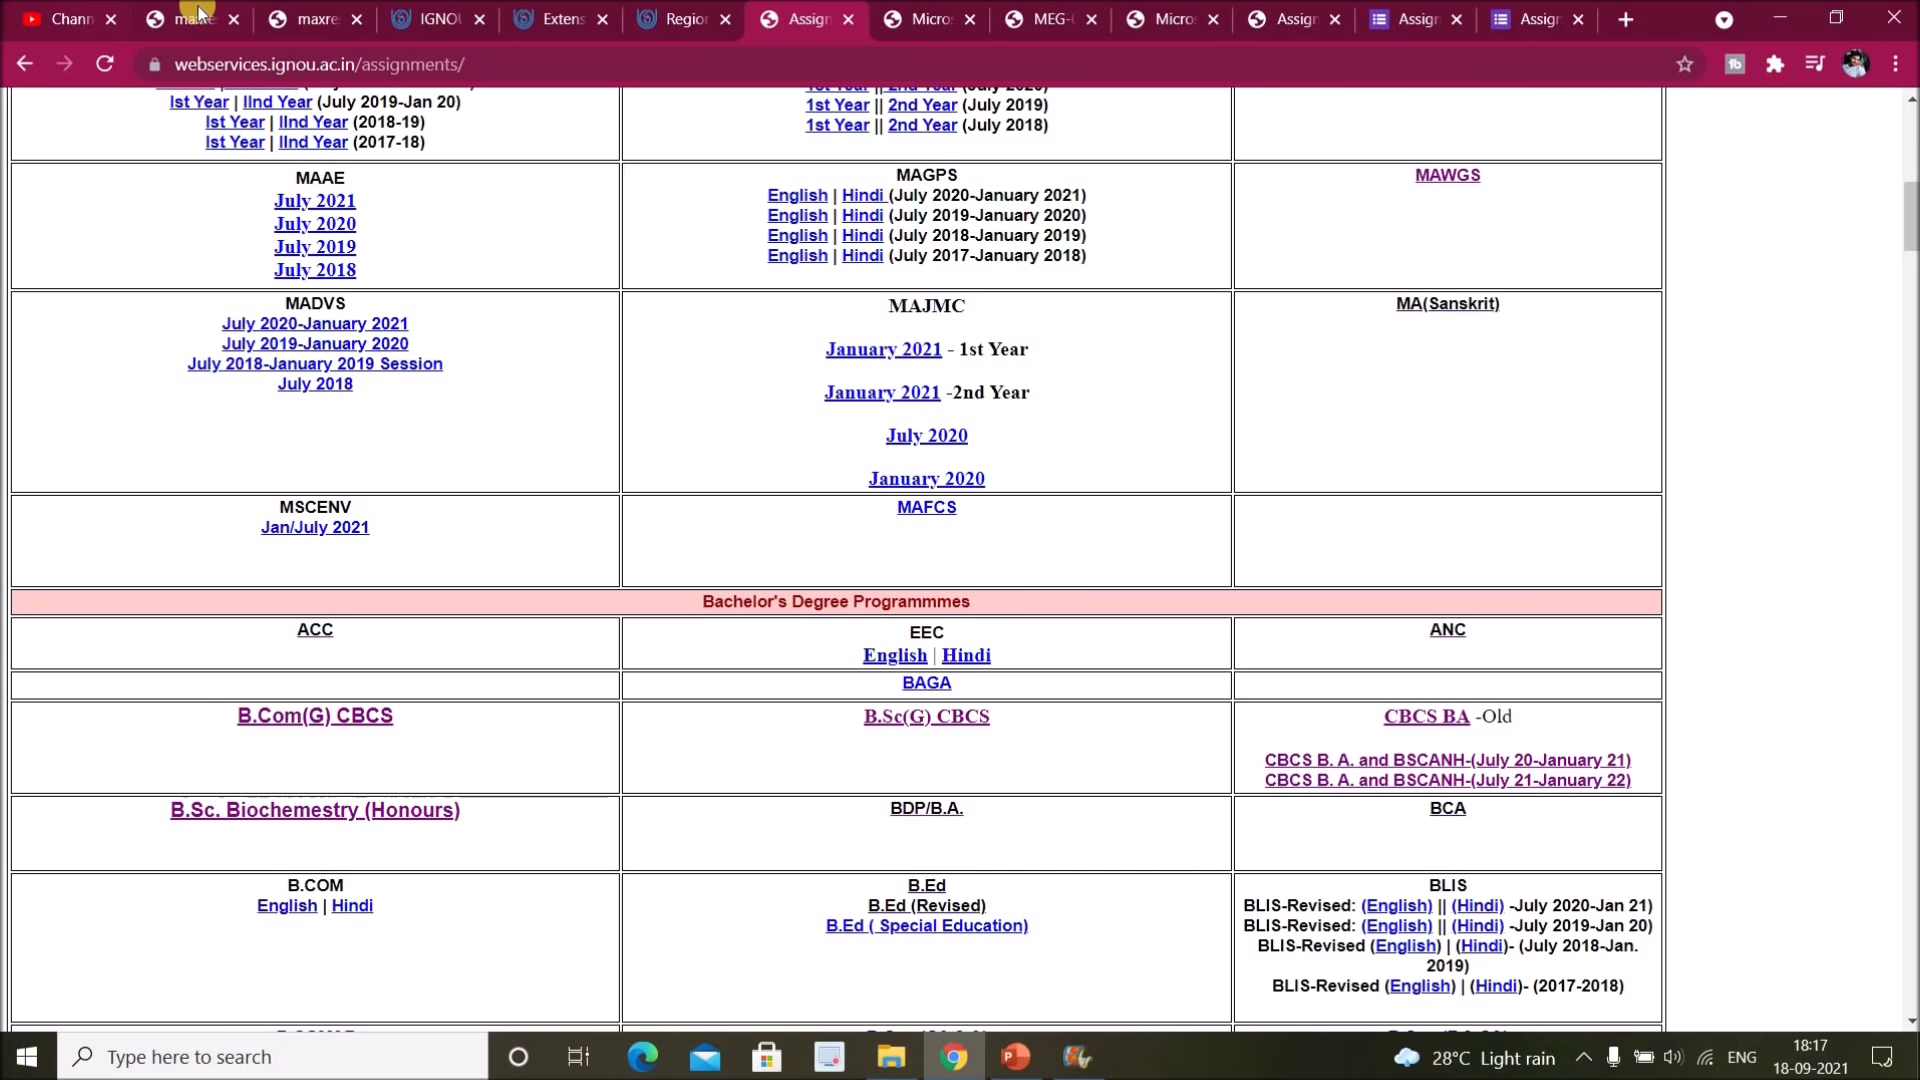 Chann
maxre
maxre
IGNOU
Extens
Region
Assign
Micro
MEG-
Micro
Assign
Assign
Assign
webservices.ignou.ac.in/assignments/
Ist Year | IInd Year (July 2019-Jan 20)
Ist Year | IInd Year (2018-19)
Ist Year | IInd Year (2017-18)
1st Year || 2nd Year (July 2020)
1st Year || 2nd Year (July 2019)
1st Year || 2nd Year (July 2018)
MAAE
July 2021
July 2020
July 2019
July 2018
MAGPS
English | Hindi (July 2020-January 2021)
English | Hindi (July 2019-January 2020)
English | Hindi (July 2018-January 2019)
English | Hindi (July 2017-January 2018)
MAWGS
MADVS
July 2020-January 2021
July 2019-January 2020
July 2018-January 2019 Session
July 2018
MAJMC
January 2021 - 1st Year
January 2021 -2nd Year
July 2020
January 2020
MA(Sanskrit)
MSCENV
Jan/July 2021
MAFCS
Bachelor's Degree Programmmes
ACC
EEC
English | Hindi
ANC
BAGA
B.Com(G) CBCS
B.Sc(G) CBCS
CBCS BA -Old
CBCS B. A. and BSCANH-(July 20-January 21)
CBCS B. A. and BSCANH-(July 21-January 22)
B.Sc. Biochemestry (Honours)
BDP/B.A.
BCA
B.COM
English | Hindi
B.Ed
B.Ed (Revised)
B.Ed ( Special Education)
BLIS
BLIS-Revised: (English) || (Hindi) -July 2020-Jan 21)
BLIS-Revised: (English) || (Hindi) -July 2019-Jan 20)
BLIS-Revised (English) | (Hindi)- (July 2018-Jan.
2019)
BLIS-Revised (English) | (Hindi)- (2017-2018)
Type here to search
28°C Light rain
ENG
18:17
18-09-2021